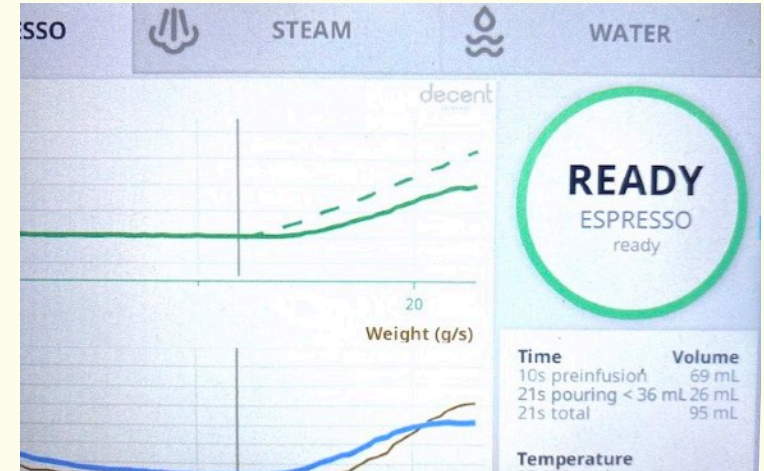 SSO
STEAM
WATER
decent
READY
ESPRESSO
ready
20
Weight (g/s)
Time Volume
10s preinfusion 69 mL
21s pouring < 36 mL 26 mL
21s total 95 mL
Temperature